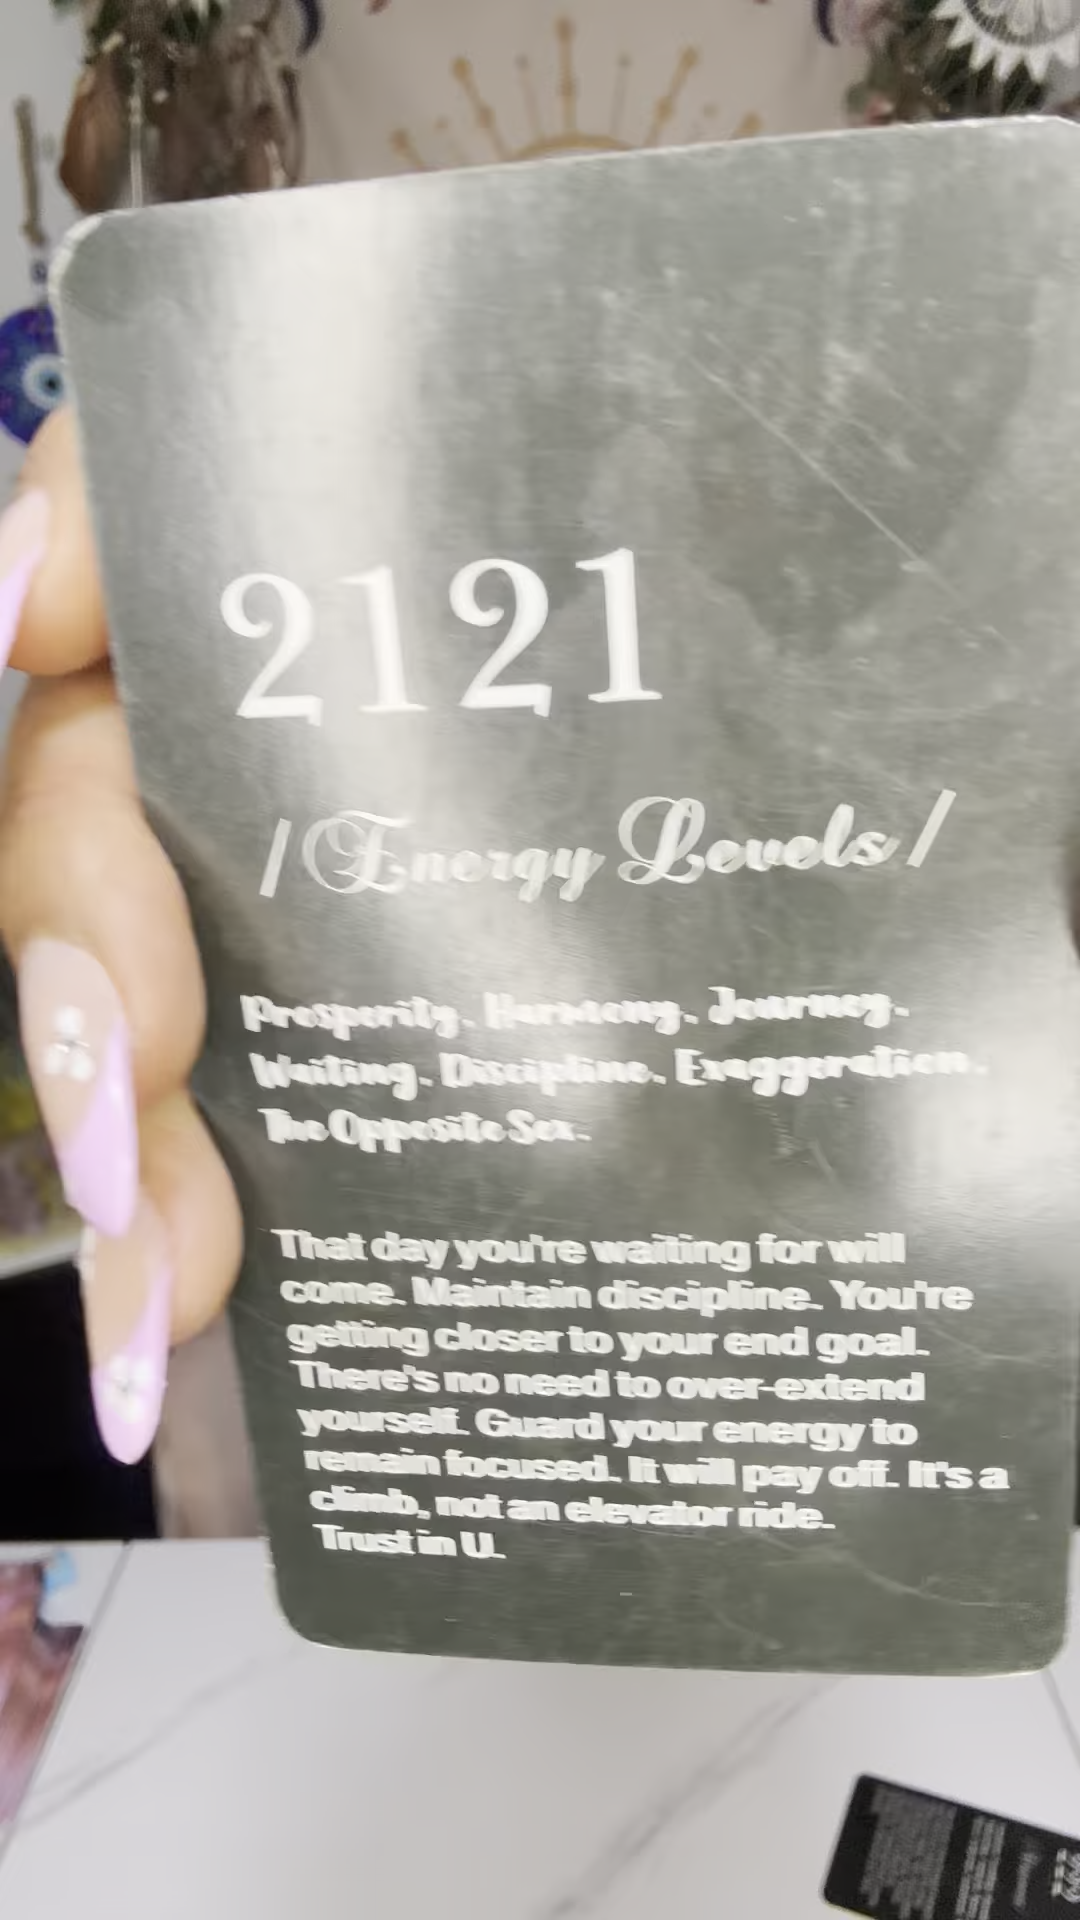 2121
/Energy Levels/
Prosperity. Harmony. Journey.
Waiting. Discipline. Exaggeration.
The Opposite Sex.
That day you're waiting for will
come. Maintain discipline. You're
getting closer to your end goal.
There's no need to over-extend
yourself. Guard your energy to
remain focused. It will pay off. It's a
climb, not an elevator ride.
Trust in U.